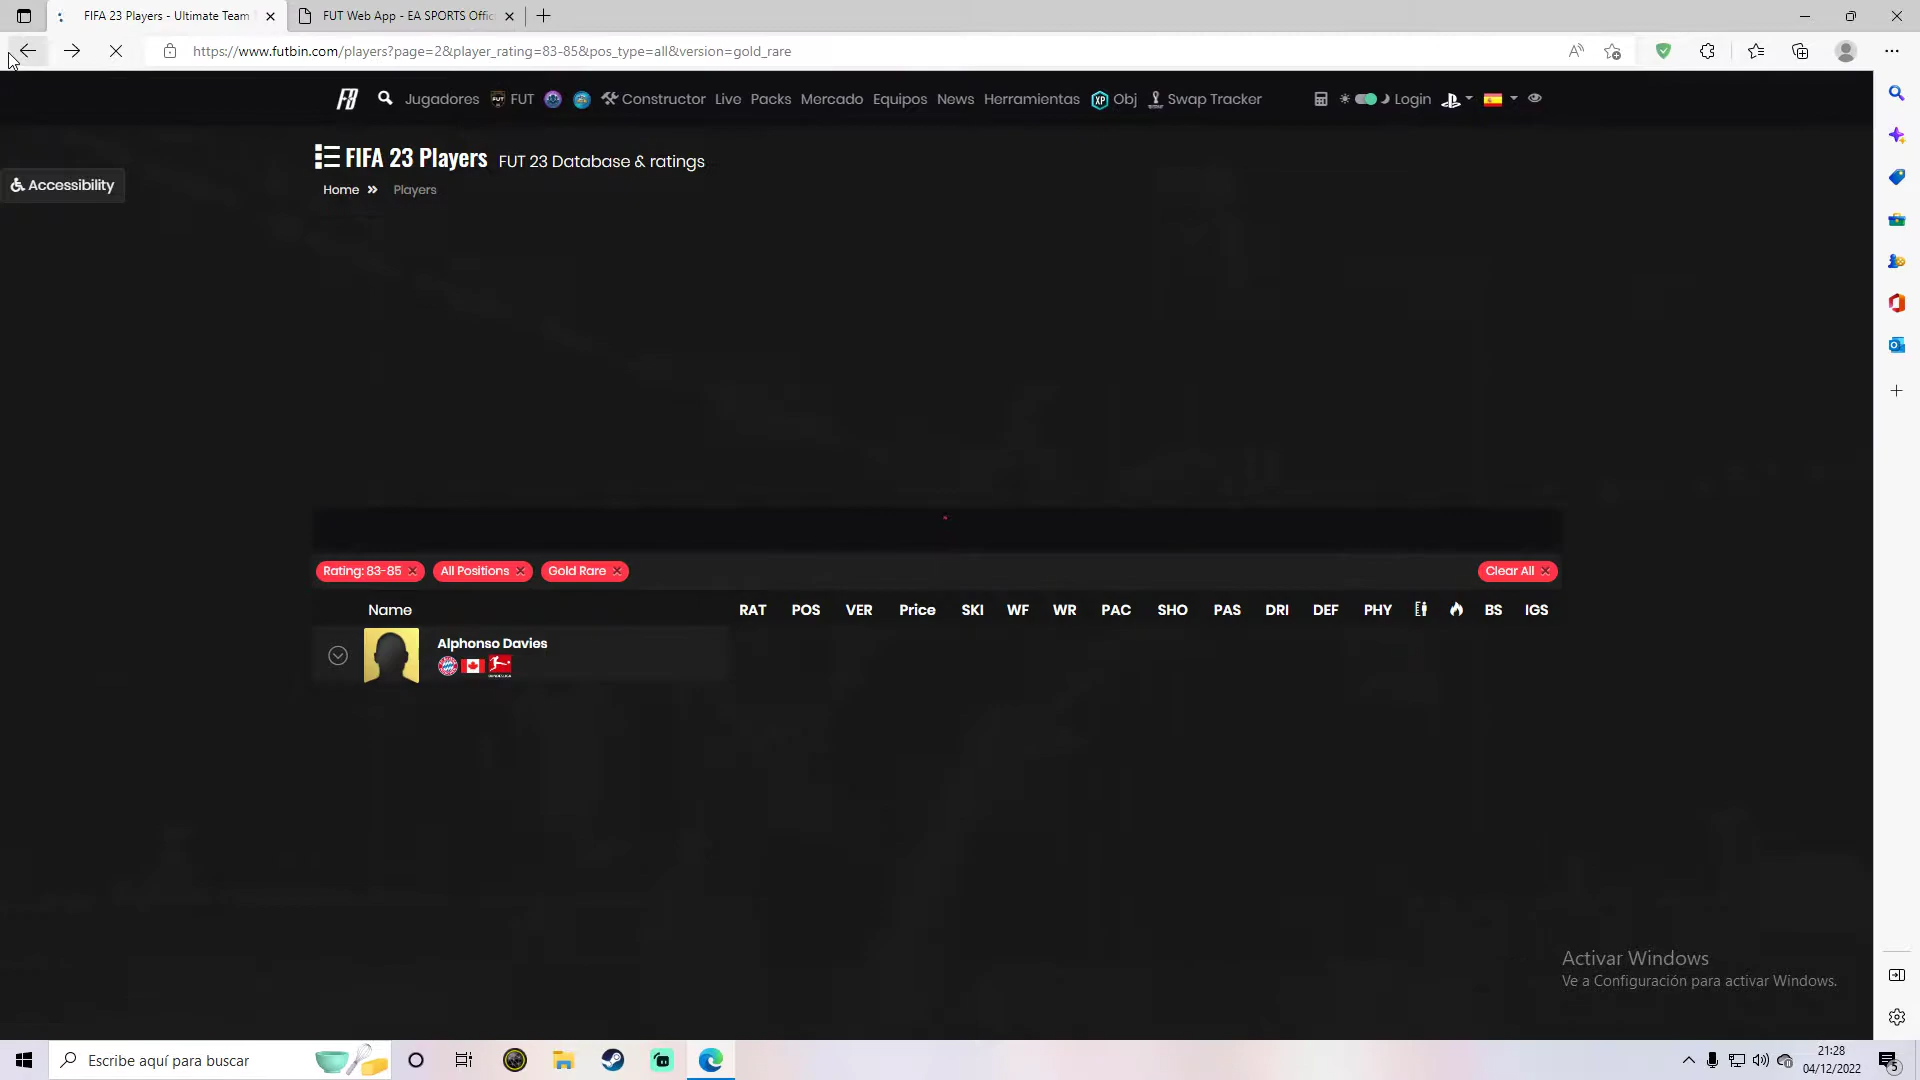 FIFA 23 Players - Ultimate Team
FUT Web App - EA SPORTS Offic
https://www.futbin.com/players?page=2&player_rating=83-85&pos_type=all&version=gold_rare
Jugadores FUT Constructor Live Packs Mercado Equipos News Herramientas XP Obj Swap Tracker Login
FIFA 23 Players FUT 23 Database & ratings
Home » Players
Accessibility
Rating: 83-85 × All Positions × Gold Rare × Clear All ×
Name RAT POS VER Price SKI WF WR PAC SHO PAS DRI DEF PHY BS IGS
Alphonso Davies
Activar Windows
Ve a Configuración para activar Windows.
Escribe aquí para buscar
21:28
04/12/2022
5